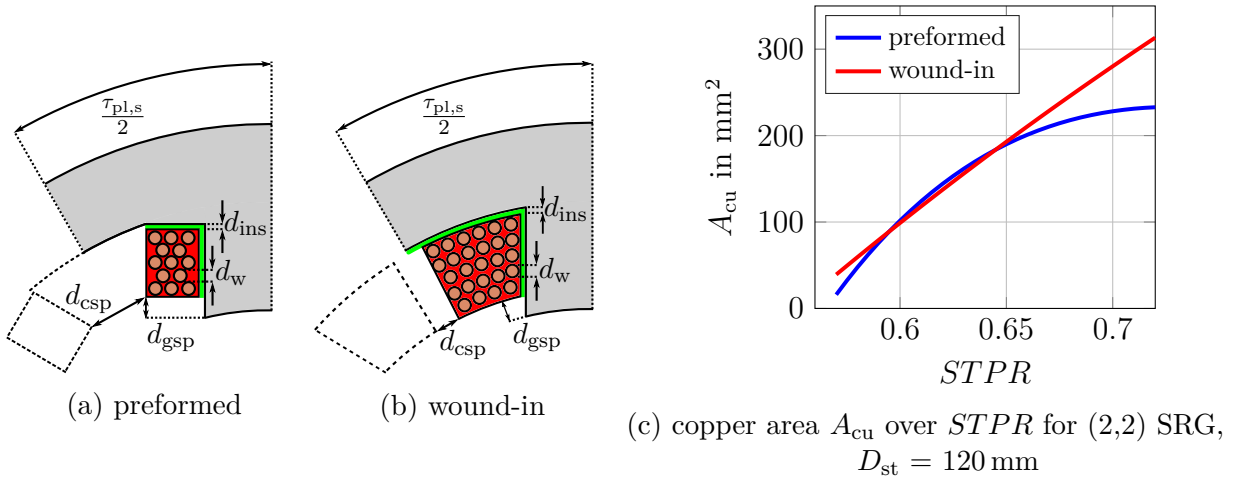 τpl,s
2
dins
dw
dcsp
dgsp
(a) preformed
τpl,s
2
dins
dw
dcsp
dgsp
(b) wound-in
preformed
wound-in
300
200
100
0
0.6 0.65 0.7
Acu in mm²
STPR
(c) copper area Acu over STPR for (2,2) SRG,
Dst = 120 mm